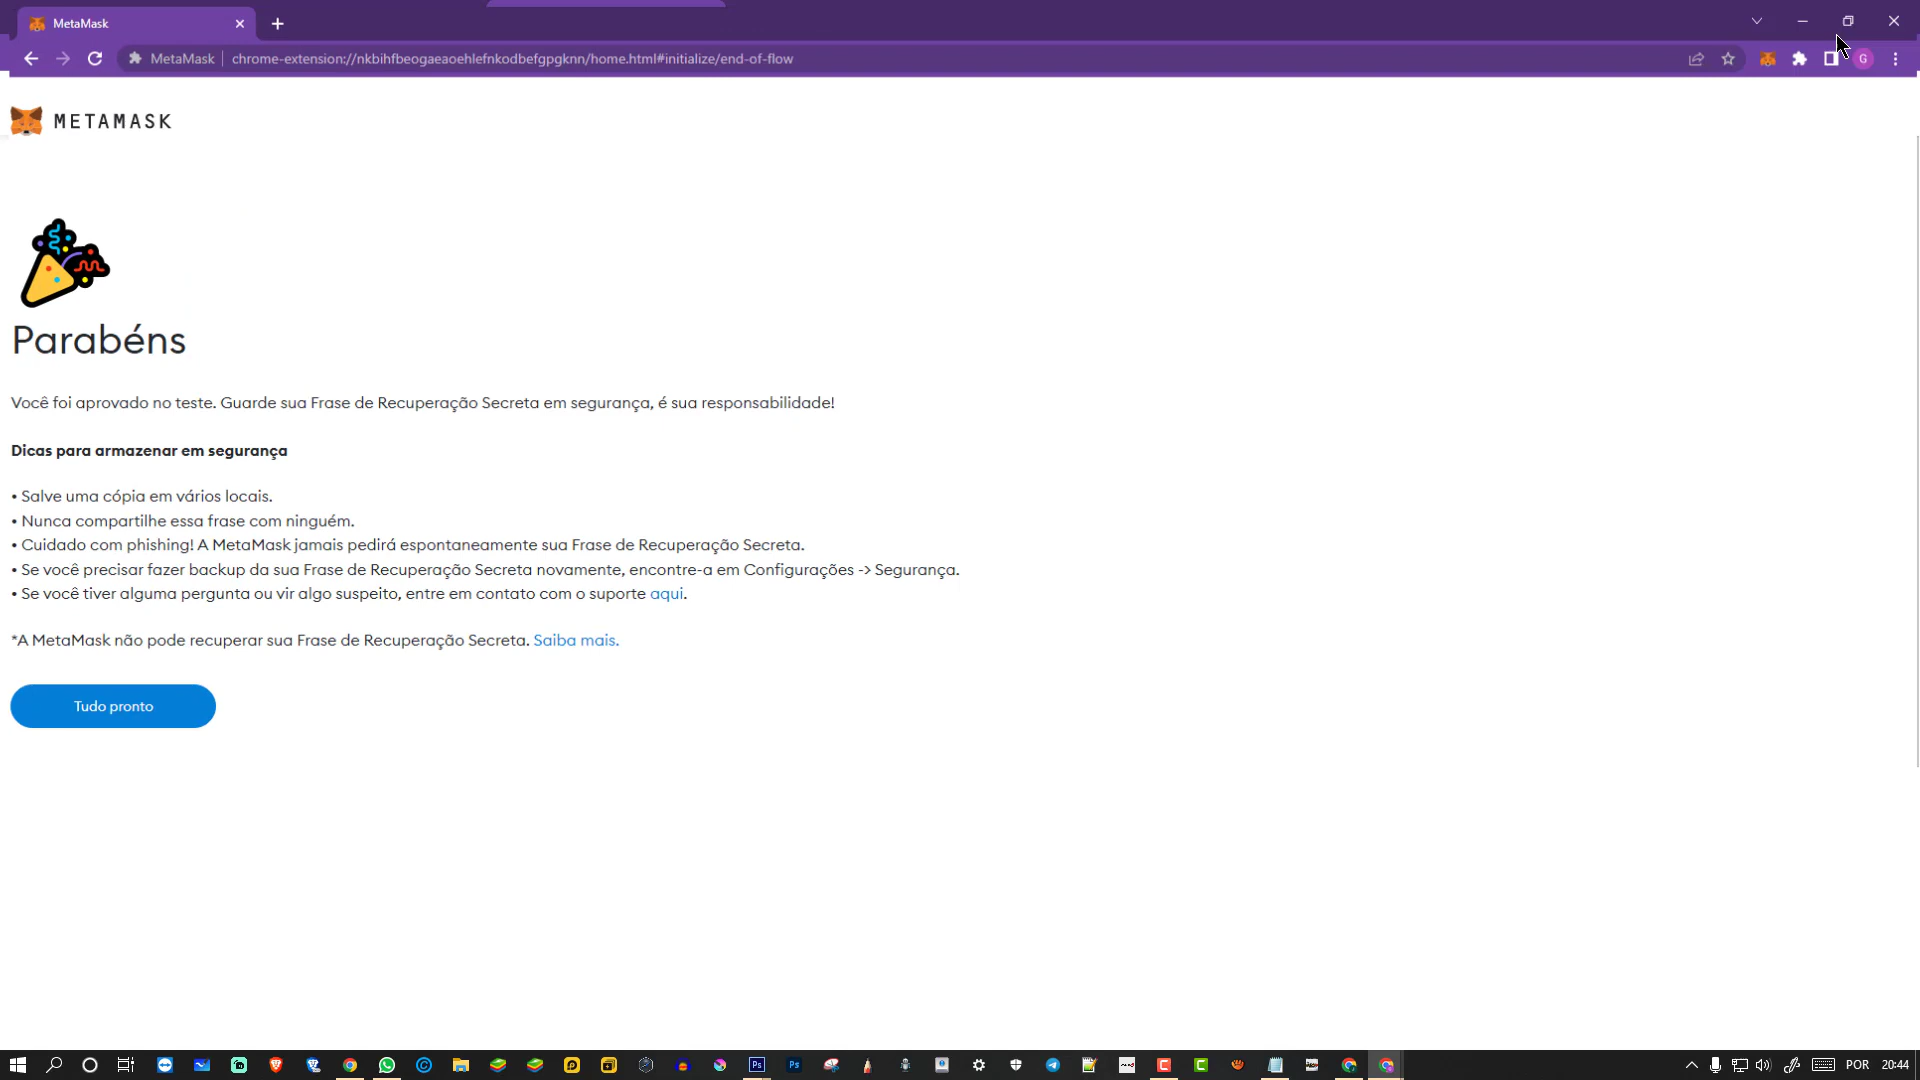 MetaMask
MetaMask
chrome-extension://nkbihfbeogaeaoehlefnkodbefgpgknn/home.html#initialize/end-of-flow
G
METAMASK
Parabéns
Você foi aprovado no teste. Guarde sua Frase de Recuperação Secreta em segurança, é sua responsabilidade!
Dicas para armazenar em segurança
• Salve uma cópia em vários locais.
• Nunca compartilhe essa frase com ninguém.
• Cuidado com phishing! A MetaMask jamais pedirá espontaneamente sua Frase de Recuperação Secreta.
• Se você precisar fazer backup da sua Frase de Recuperação Secreta novamente, encontre-a em Configurações -> Segurança.
• Se você tiver alguma pergunta ou vir algo suspeito, entre em contato com o suporte aqui.
*A MetaMask não pode recuperar sua Frase de Recuperação Secreta. Saiba mais.
Tudo pronto
Ps
Ps
POR
20:44